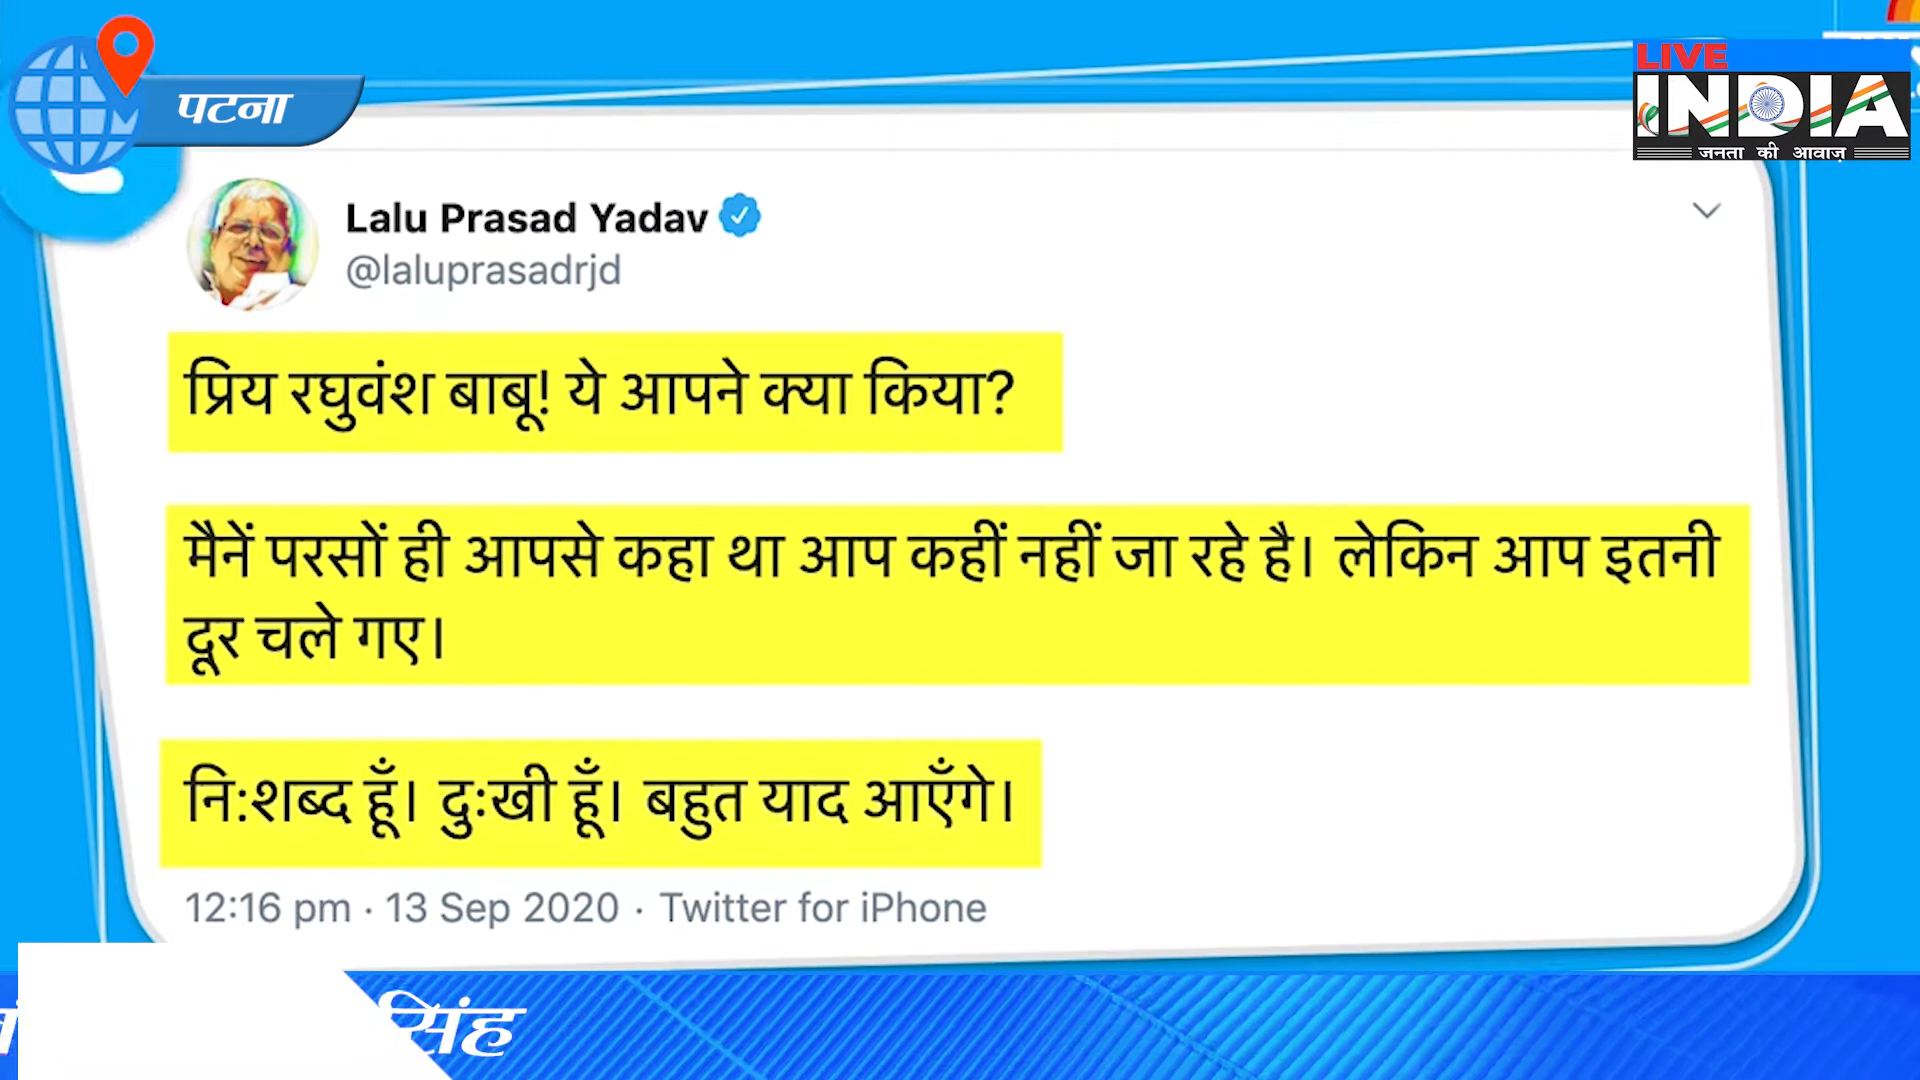 पटना
LIVE
INDIA
जनता की आवाज़
Lalu Prasad Yadav
@laluprasadrjd
प्रिय रघुवंश बाबू! ये आपने क्या किया?
मैनें परसों ही आपसे कहा था आप कहीं नहीं जा रहे है। लेकिन आप इतनी
दूर चले गए।
नि:शब्द हूँ। दुःखी हूँ। बहुत याद आएँगे।
12:16 pm · 13 Sep 2020 · Twitter for iPhone
सिंह